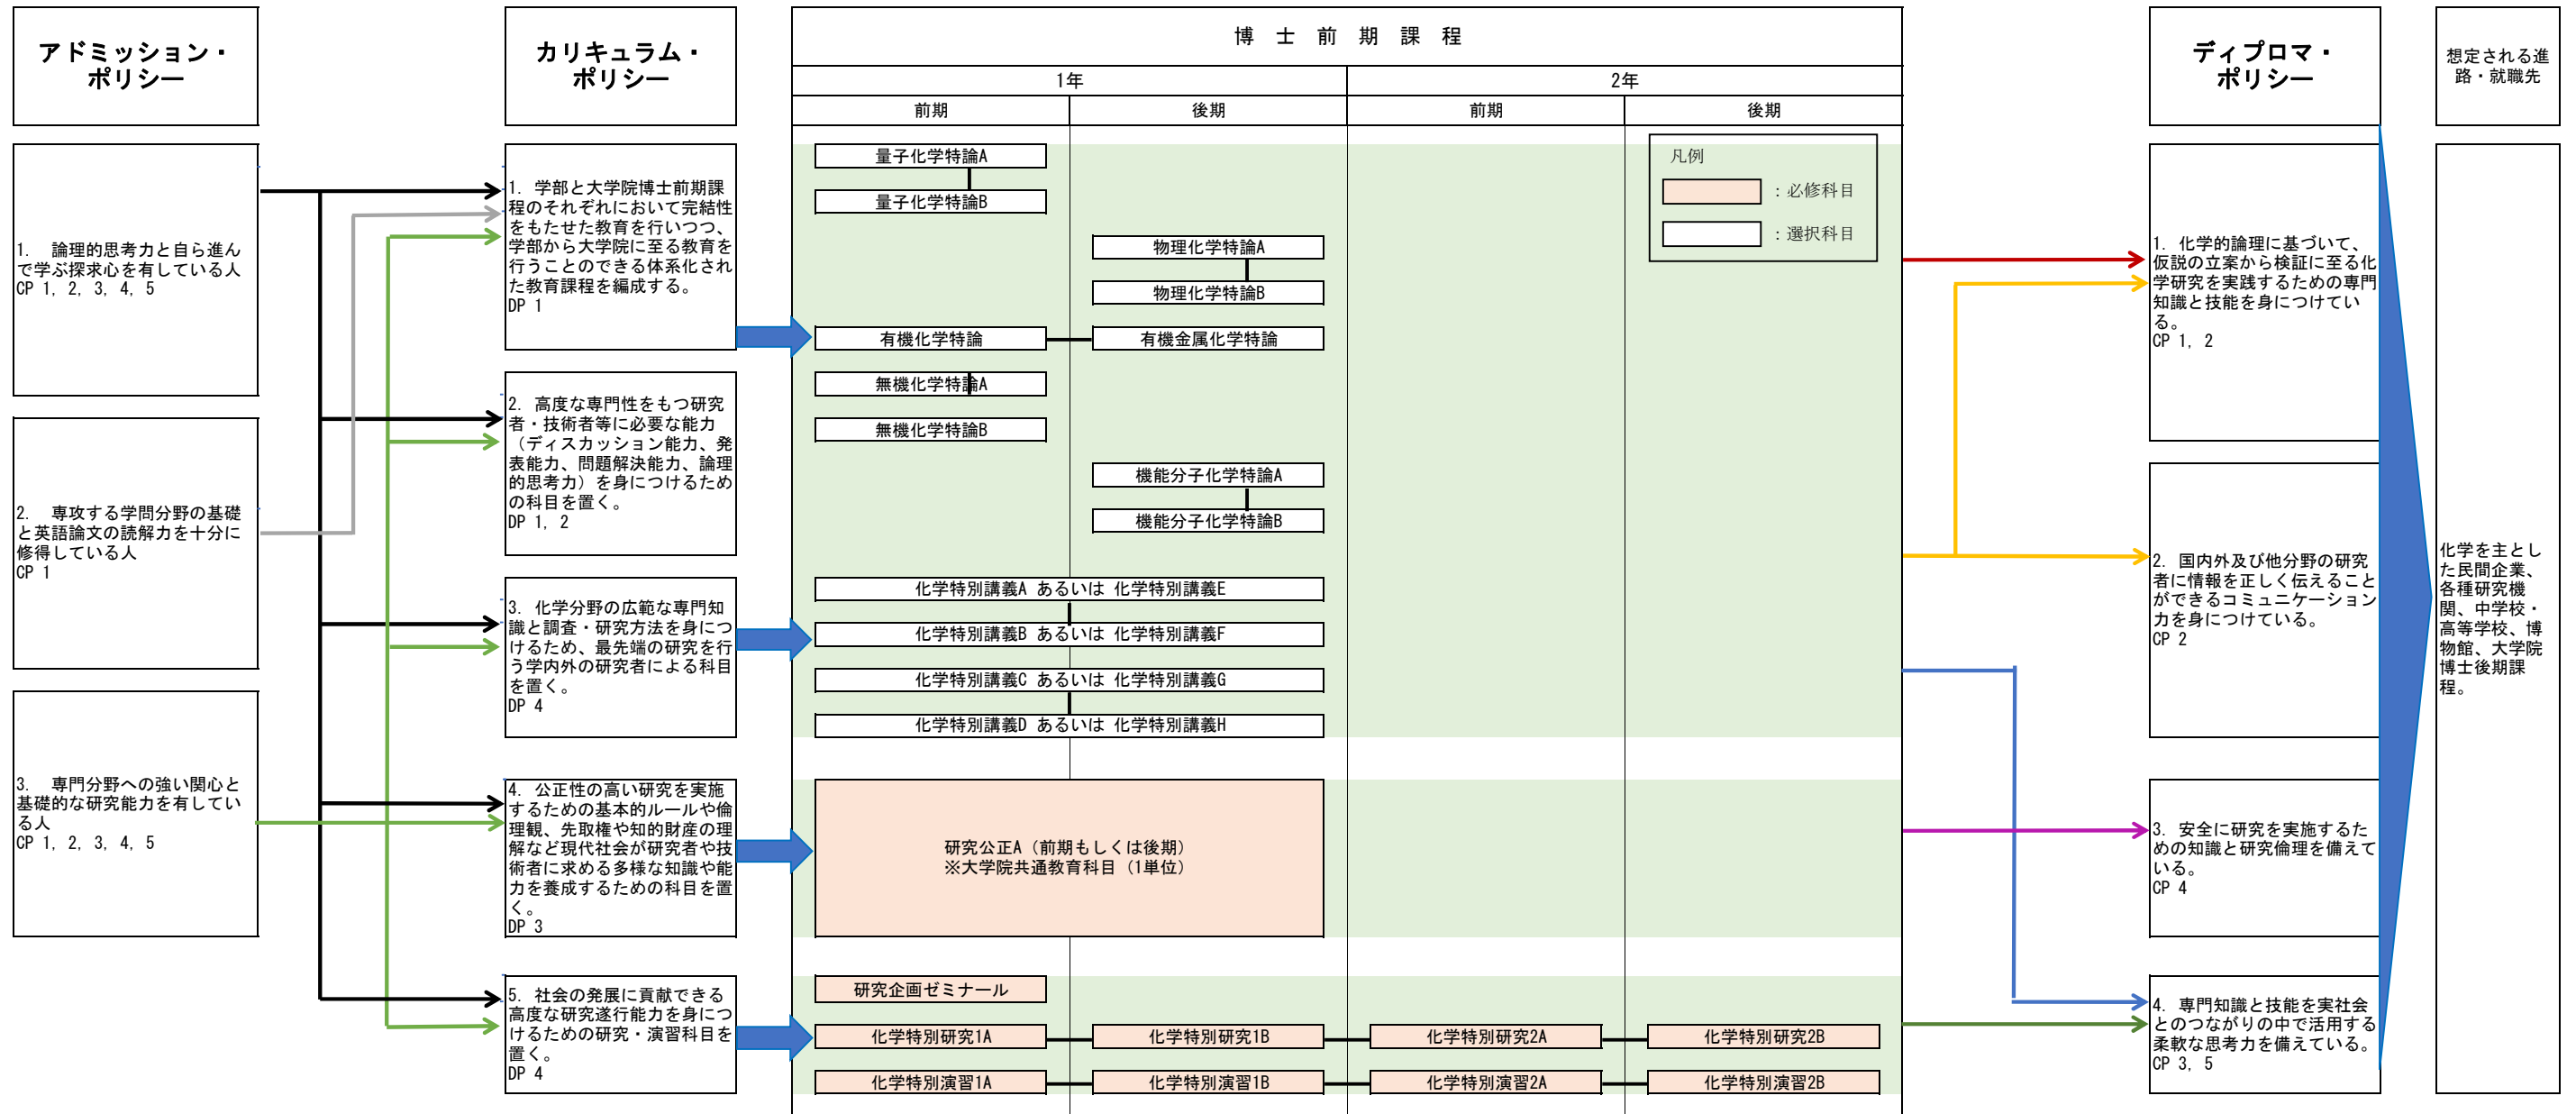 アドミッション・
ポリシー
1.　論理的思考力と自ら進ん
で学ぶ探求心を有している人
CP 1, 2, 3, 4, 5
2.　専攻する学問分野の基礎
と英語論文の読解力を十分に
修得している人
CP 1
3.　専門分野への強い関心と
基礎的な研究能力を有してい
る人
CP 1, 2, 3, 4, 5
カリキュラム・
ポリシー
1. 学部と大学院博士前期課
程のそれぞれにおいて完結性
をもたせた教育を行いつつ、
学部から大学院に至る教育を
行うことのできる体系化され
た教育課程を編成する。
DP 1
2. 高度な専門性をもつ研究
者・技術者等に必要な能力
（ディスカッション能力、発
表能力、問題解決能力、論理
的思考力）を身につけるため
の科目を置く。
DP 1, 2
3. 化学分野の広範な専門知
識と調査・研究方法を身につ
けるため、最先端の研究を行
う学内外の研究者による科目
を置く。
DP 4
4. 公正性の高い研究を実施
するための基本的ルールや倫
理観、先取権や知的財産の理
解など現代社会が研究者や技
術者に求める多様な知識や能
力を養成するための科目を置
く。
DP 3
5. 社会の発展に貢献できる
高度な研究遂行能力を身につ
けるための研究・演習科目を
置く。
DP 4
博　士　前　期　課　程
1年
2年
前期
後期
前期
後期
量子化学特論A
量子化学特論B
物理化学特論A
物理化学特論B
有機化学特論
有機金属化学特論
無機化学特論A
無機化学特論B
機能分子化学特論A
機能分子化学特論B
化学特別講義A あるいは 化学特別講義E
化学特別講義B あるいは 化学特別講義F
化学特別講義C あるいは 化学特別講義G
化学特別講義D あるいは 化学特別講義H
凡例
：必修科目
：選択科目
研究公正A（前期もしくは後期）
※大学院共通教育科目（1単位）
研究企画ゼミナール
化学特別研究1A
化学特別研究1B
化学特別研究2A
化学特別研究2B
化学特別演習1A
化学特別演習1B
化学特別演習2A
化学特別演習2B
ディプロマ・
ポリシー
1. 化学的論理に基づいて、
仮説の立案から検証に至る化
学研究を実践するための専門
知識と技能を身につけてい
る。
CP 1, 2
2. 国内外及び他分野の研究
者に情報を正しく伝えること
ができるコミュニケーション
力を身につけている。
CP 2
3. 安全に研究を実施するた
めの知識と研究倫理を備えて
いる。
CP 4
4. 専門知識と技能を実社会
とのつながりの中で活用する
柔軟な思考力を備えている。
CP 3, 5
想定される進
路・就職先
化学を主とし
た民間企業、
各種研究機
関、中学校・
高等学校、博
物館、大学院
博士後期課
程。